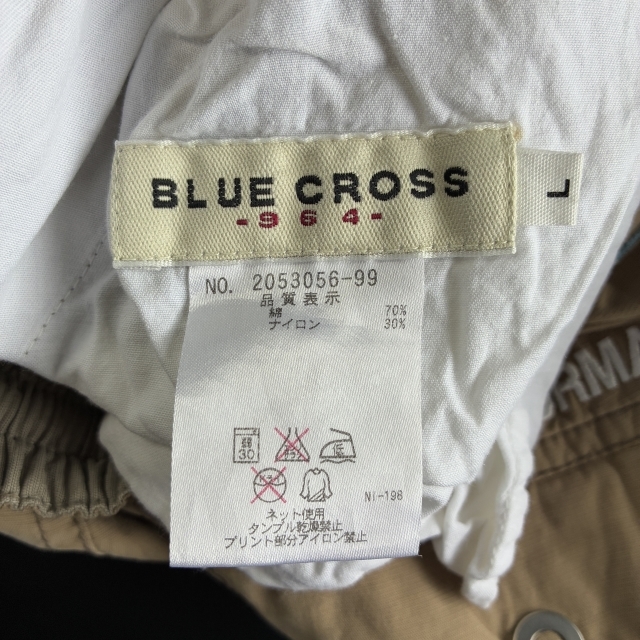 BLUE CROSS
-964-
L
NO. 2053056-99
品質表示
綿 70%
ナイロン 30%
30
Ni-196
ネット使用
タンブル乾燥禁止
プリント部分アイロン禁止
ORMA